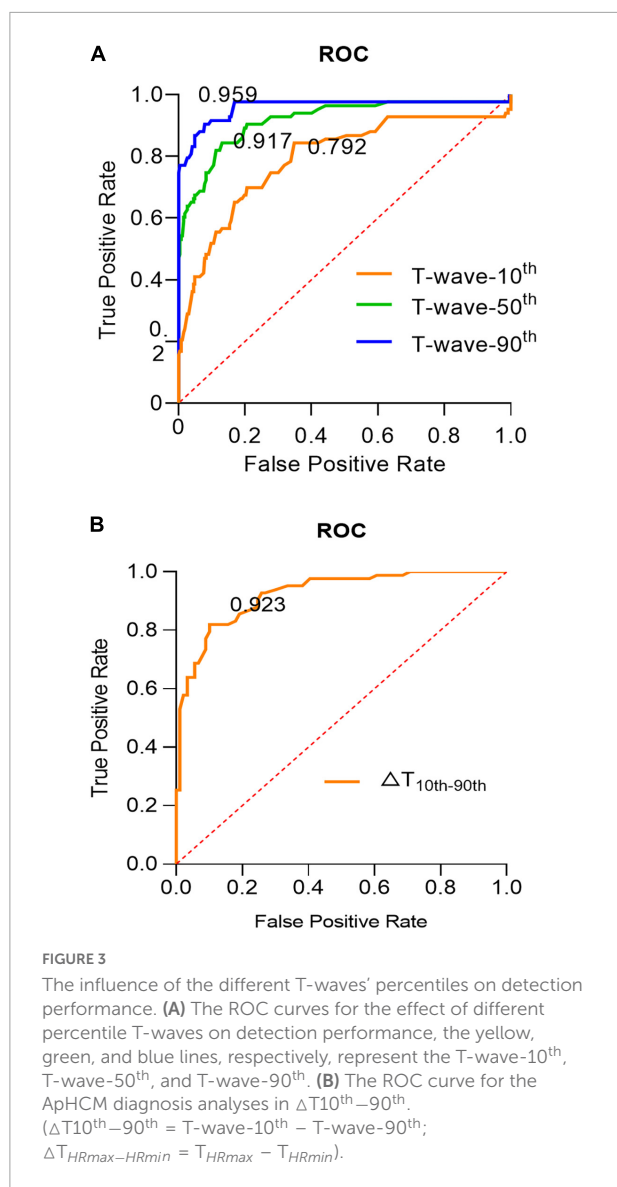 A
ROC
1.0
0.959
0.917
0.792
0.8
0.6
0.4
0.
2
0
True Positive Rate
T-wave-10th
T-wave-50th
T-wave-90th
0 0.2 0.4 0.6 0.8 1.0
False Positive Rate
B
ROC
1.0
0.923
0.8
0.6
0.4
0.2
0.0
True Positive Rate
△T10th-90th
0.0 0.2 0.4 0.6 0.8 1.0
False Positive Rate
FIGURE 3
The influence of the different T-waves' percentiles on detection
performance. (A) The ROC curves for the effect of different
percentile T-waves on detection performance, the yellow,
green, and blue lines, respectively, represent the T-wave-10th,
T-wave-50th, and T-wave-90th. (B) The ROC curve for the
ApHCM diagnosis analyses in △T10th−90th.
(△T10th−90th = T-wave-10th – T-wave-90th;
△THRmax−HRmin = THRmax – THRmin).